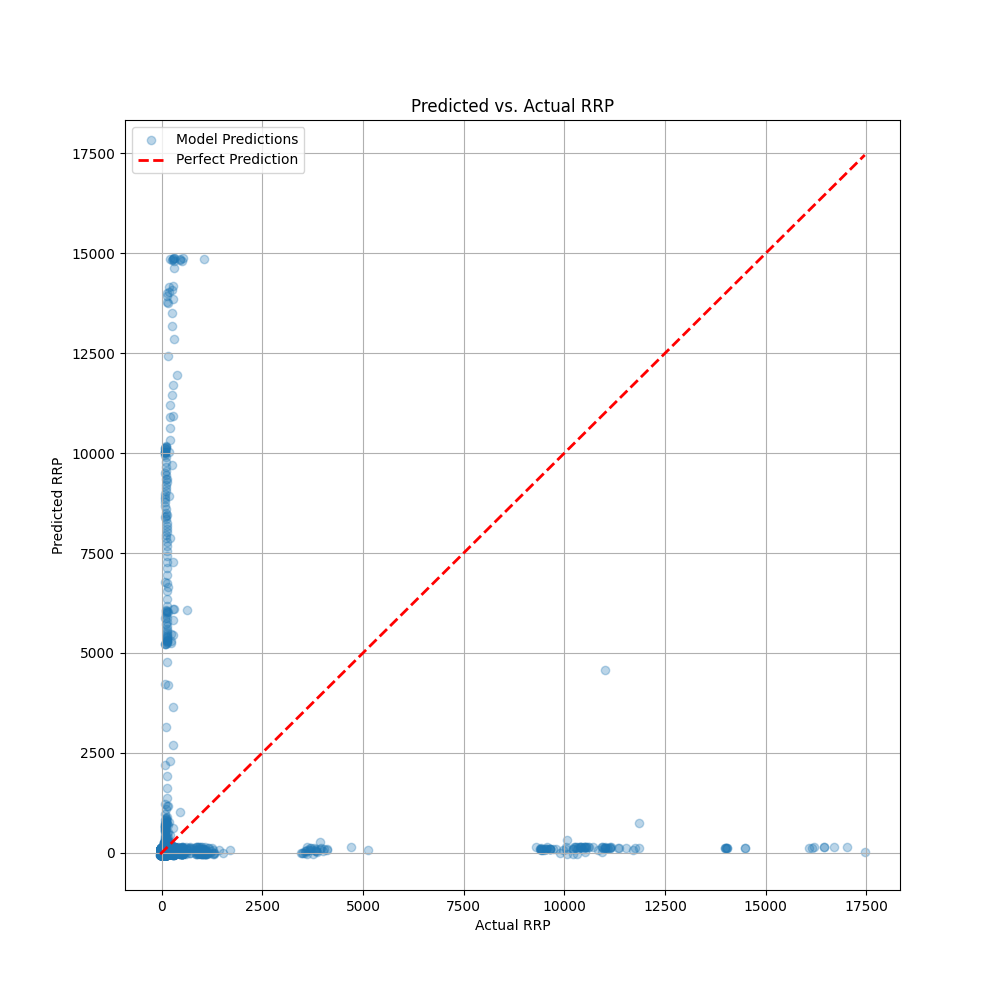 Predicted vs. Actual RRP
Model Predictions
Perfect Prediction
17500
15000
12500
10000
7500
5000
2500
0
Predicted RRP
0 2500 5000 7500 10000 12500 15000 17500
Actual RRP